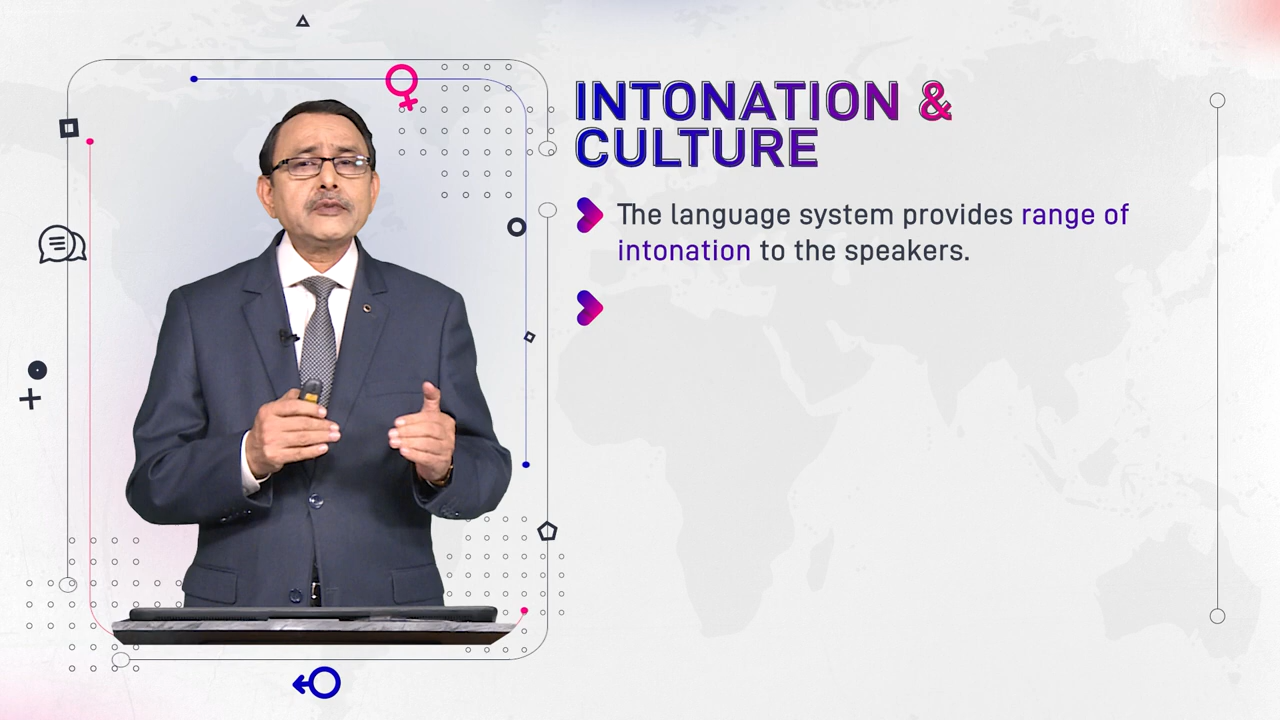 INTONATION &
CULTURE
The language system provides range of
intonation to the speakers.